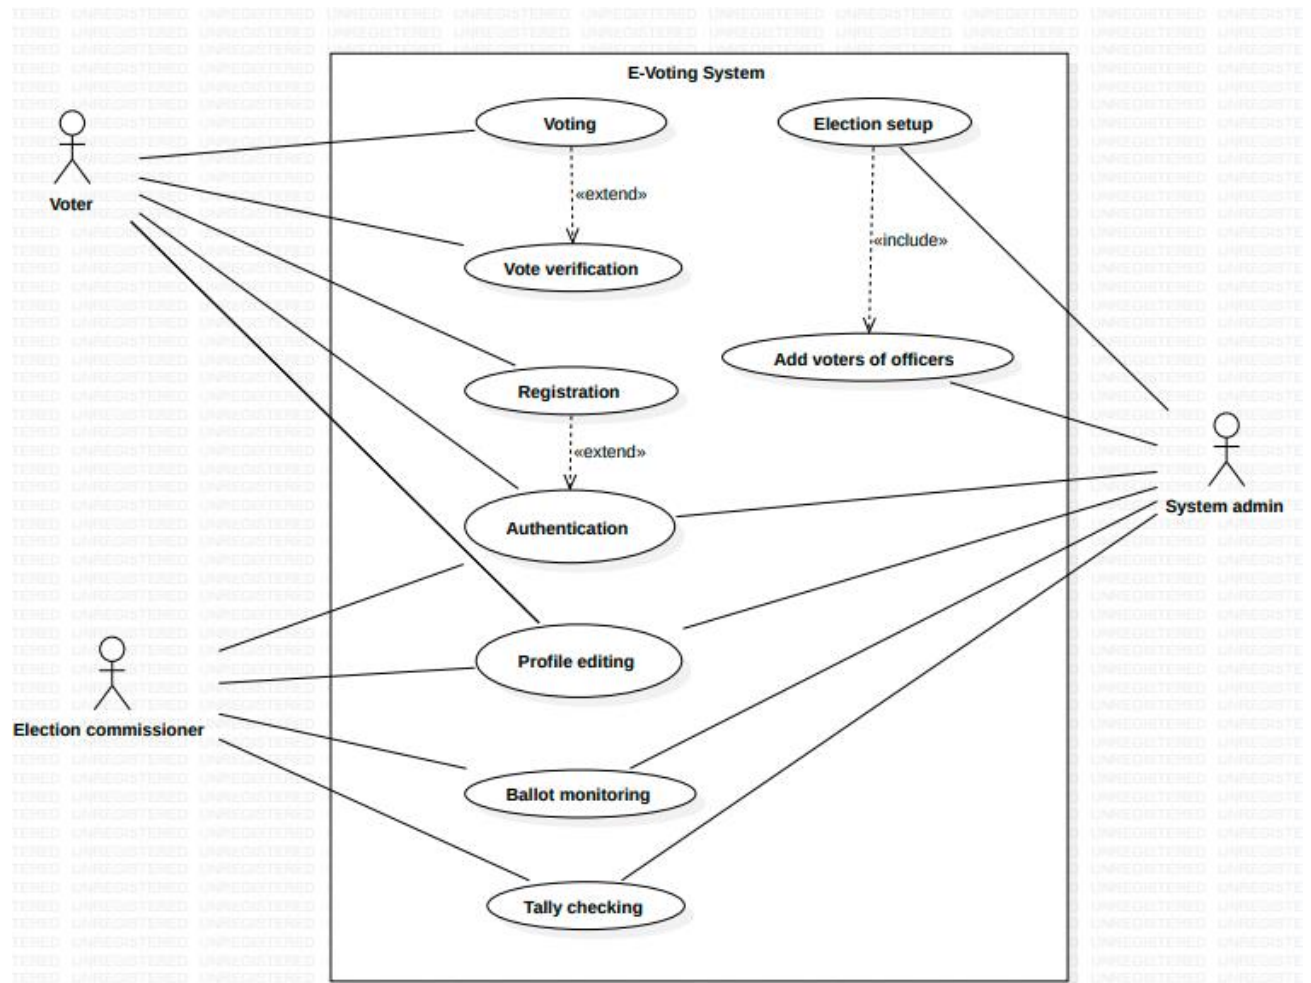 E-Voting System
Voting
Election setup
Voter
«extend»
«include»
Vote verification
Add voters of officers
Registration
«extend»
System admin
Authentication
Profile editing
Election commissioner
Ballot monitoring
Tally checking
UNREGISTERED